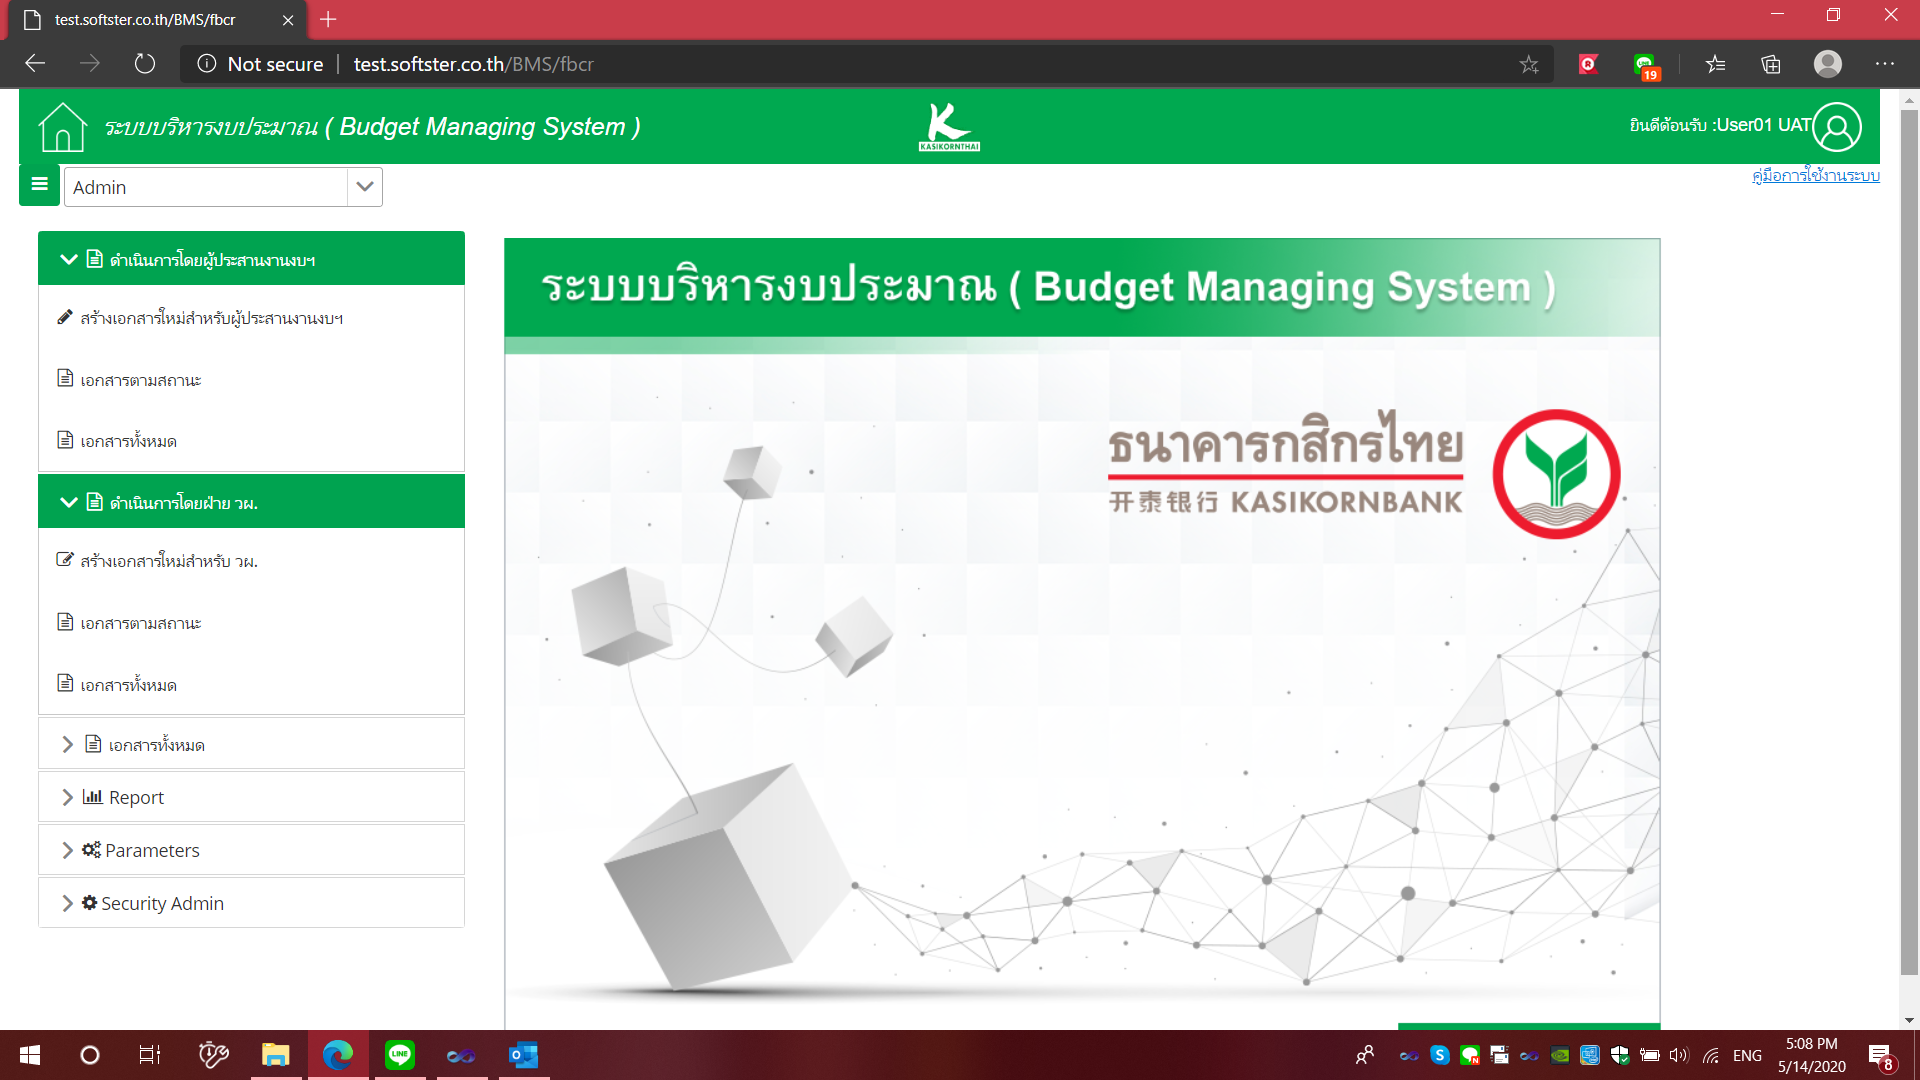 test.softster.co.th/BMS/fbcr
Not secure test.softster.co.th/BMS/fbcr
19
ระบบบริหารงบประมาณ ( Budget Managing System )
KASIKORNTHAI
ยินดีต้อนรับ :User01 UAT
Admin
คู่มือการใช้งานระบบ
ดำเนินการโดยผู้ประสานงานงบฯ
สร้างเอกสารใหม่สำหรับผู้ประสานงานงบฯ
เอกสารตามสถานะ
เอกสารทั้งหมด
ดำเนินการโดยฝ่าย วผ.
สร้างเอกสารใหม่สำหรับ วผ.
เอกสารตามสถานะ
เอกสารทั้งหมด
เอกสารทั้งหมด
Report
Parameters
Security Admin
ระบบบริหารงบประมาณ ( Budget Managing System )
ธนาคารกสิกรไทย
开泰银行 KASIKORNBANK
LINE
ENG
5:08 PM
5/14/2020
8